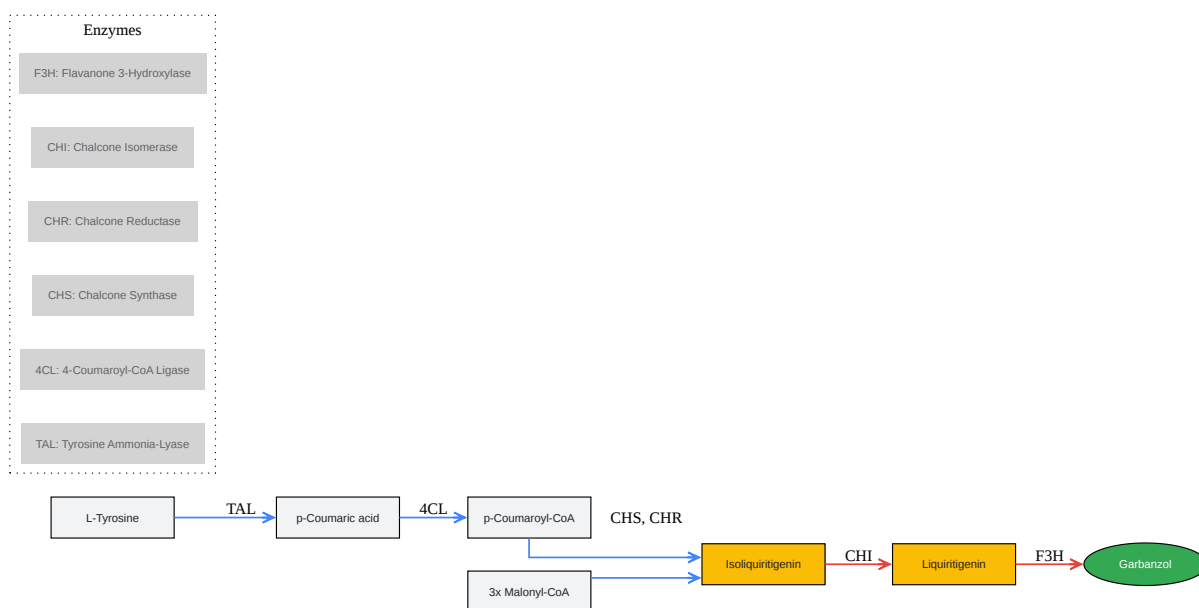 Enzymes
F3H: Flavanone 3-Hydroxylase
CHI: Chalcone Isomerase
CHR: Chalcone Reductase
CHS: Chalcone Synthase
4CL: 4-Coumaroyl-CoA Ligase
TAL: Tyrosine Ammonia-Lyase
L-Tyrosine
TAL
p-Coumaric acid
4CL
p-Coumaroyl-CoA
CHS, CHR
3x Malonyl-CoA
Isoliquiritigenin
CHI
Liquiritigenin
F3H
Garbanzol